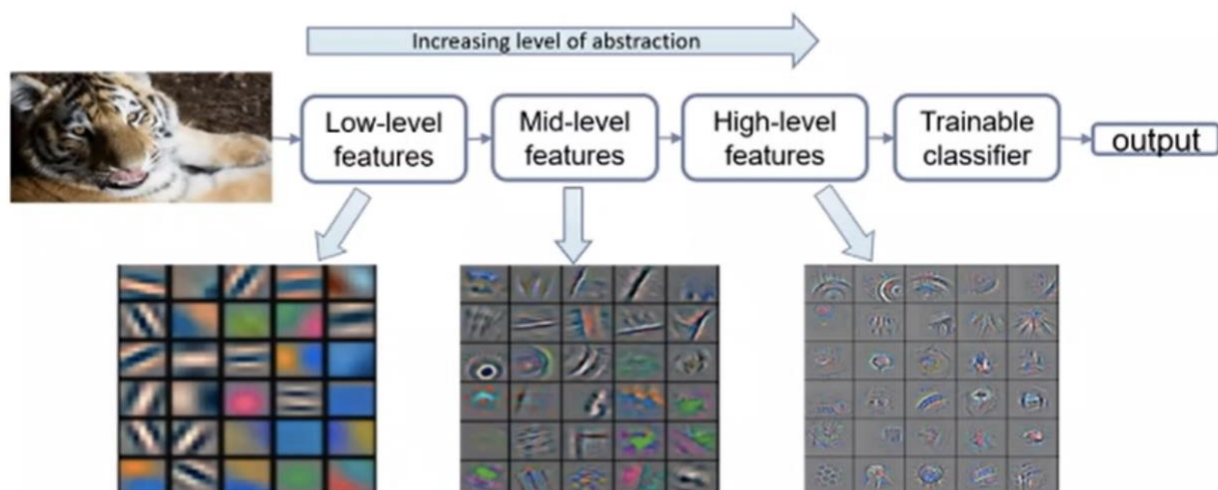 Increasing level of abstraction
Low-level
features
Mid-level
features
High-level
features
Trainable
classifier
output